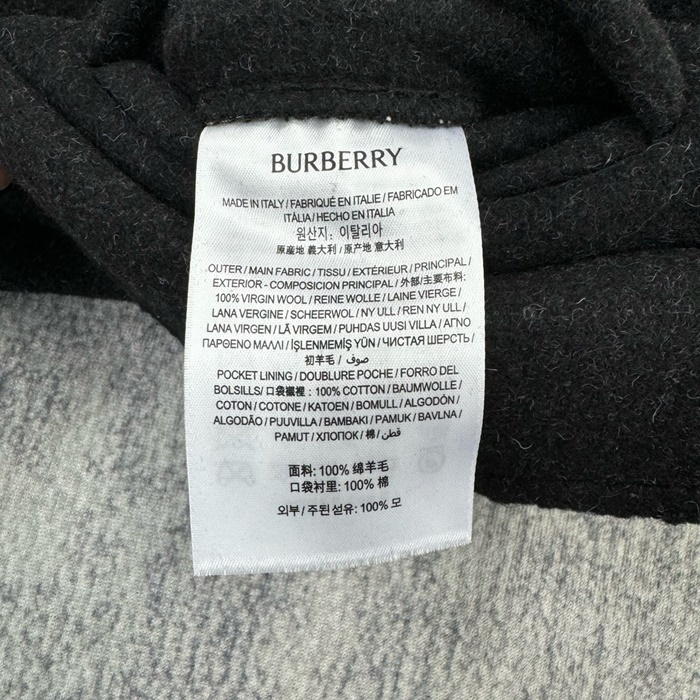 BURBERRY
MADE IN ITALY / FABRIQUÉ EN ITALIE / FABRICADO EM
ITÁLIA / HECHO EN ITALIA
원산지: 이탈리아
原産地 義大利 / 原产地 意大利
OUTER / MAIN FABRIC / TISSU / EXTÉRIEUR / PRINCIPAL /
EXTERIOR - COMPOSICION PRINCIPAL / 外部/主要布料:
100% VIRGIN WOOL / REINE WOLLE / LAINE VIERGE /
LANA VERGINE / SCHEERWOL / NY ULL / REN NY ULL /
LANA VIRGEN / LÃ VIRGEM / PUHDAS UUSI VILLA / ΑΓΝΟ
ΠΑΡΘΕΝΟ ΜΑΛΛΙ / İŞLENMEMİŞ YÜN / ЧИСТАЯ ШЕРСТЬ /
初羊毛 / صوف
POCKET LINING / DOUBLURE POCHE / FORRO DEL
BOLSILLS/ 口袋襯裡 : 100% COTTON / BAUMWOLLE /
COTON / COTONE / KATOEN / BOMULL / ALGODÓN /
ALGODÃO / PUUVILLA / BAMBAKI / PAMUK / BAVLNA /
PAMUT / ХЛОПОК / 棉 / قطن
面料: 100% 绵羊毛
口袋衬里: 100% 棉
외부 / 주된 섬유: 100% 모